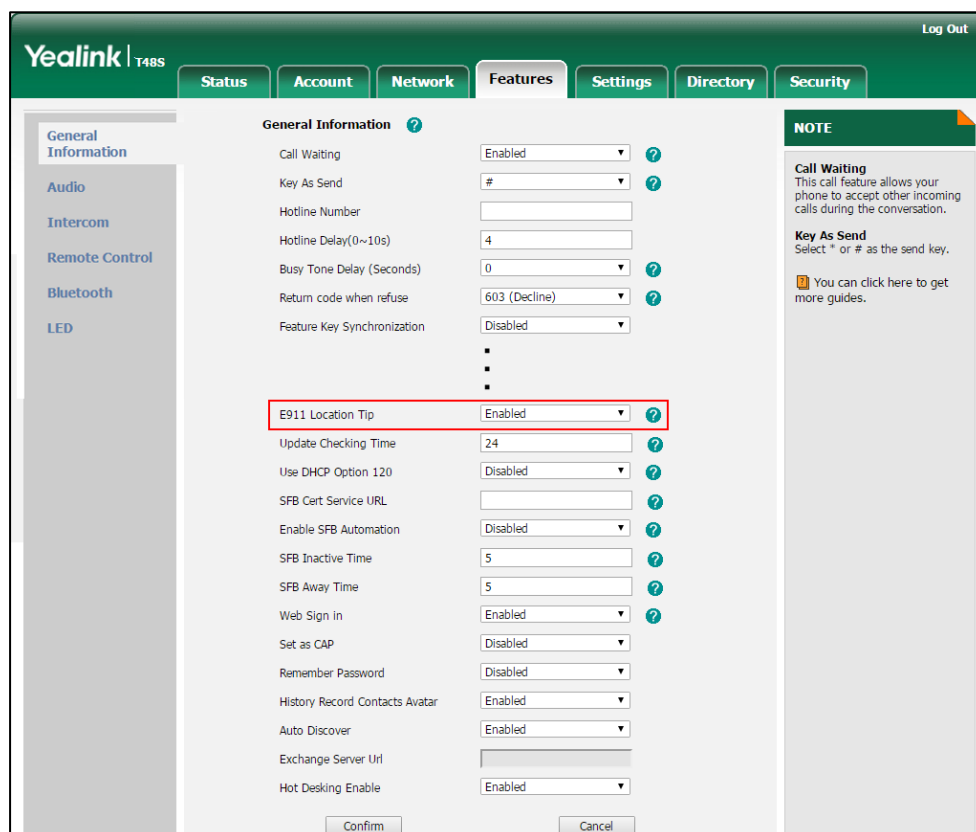 Log Out
Yealink T48S
Status Account Network Features Settings Directory Security
General Information
Audio
Intercom
Remote Control
Bluetooth
LED
General Information ?
Call Waiting Enabled ?
Key As Send # ?
Hotline Number
Hotline Delay(0~10s) 4
Busy Tone Delay (Seconds) 0 ?
Return code when refuse 603 (Decline) ?
Feature Key Synchronization Disabled
E911 Location Tip Enabled ?
Update Checking Time 24 ?
Use DHCP Option 120 Disabled ?
SFB Cert Service URL ?
Enable SFB Automation Disabled ?
SFB Inactive Time 5 ?
SFB Away Time 5 ?
Web Sign in Enabled ?
Set as CAP Disabled
Remember Password Disabled
History Record Contacts Avatar Enabled
Auto Discover Enabled
Exchange Server Url
Hot Desking Enable Enabled
Confirm Cancel
NOTE
Call Waiting
This call feature allows your
phone to accept other incoming
calls during the conversation.
Key As Send
Select * or # as the send key.
? You can click here to get
more guides.